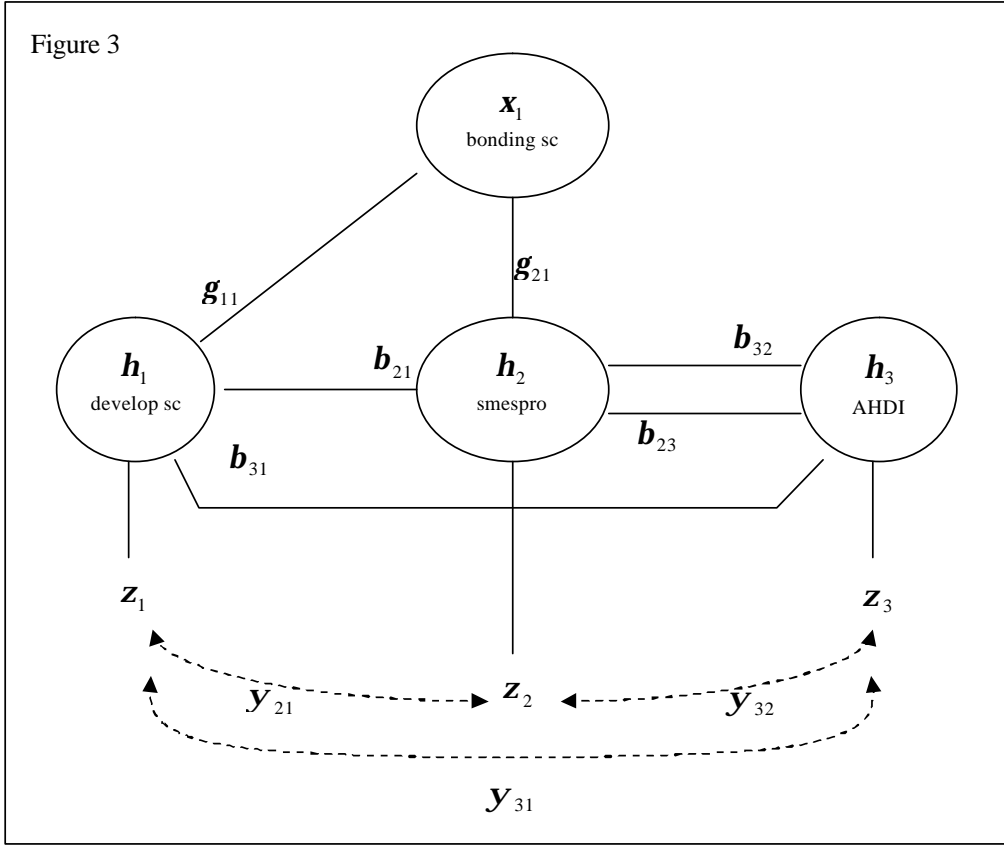 Figure 3
x₁
bonding sc
g₂₁
g₁₁
b₃₂
b₂₁
h₁
develop sc
h₂
smespro
h₃
AHDI
b₂₃
b₃₁
z₁
z₃
z₂
y₂₁
y₃₂
y₃₁